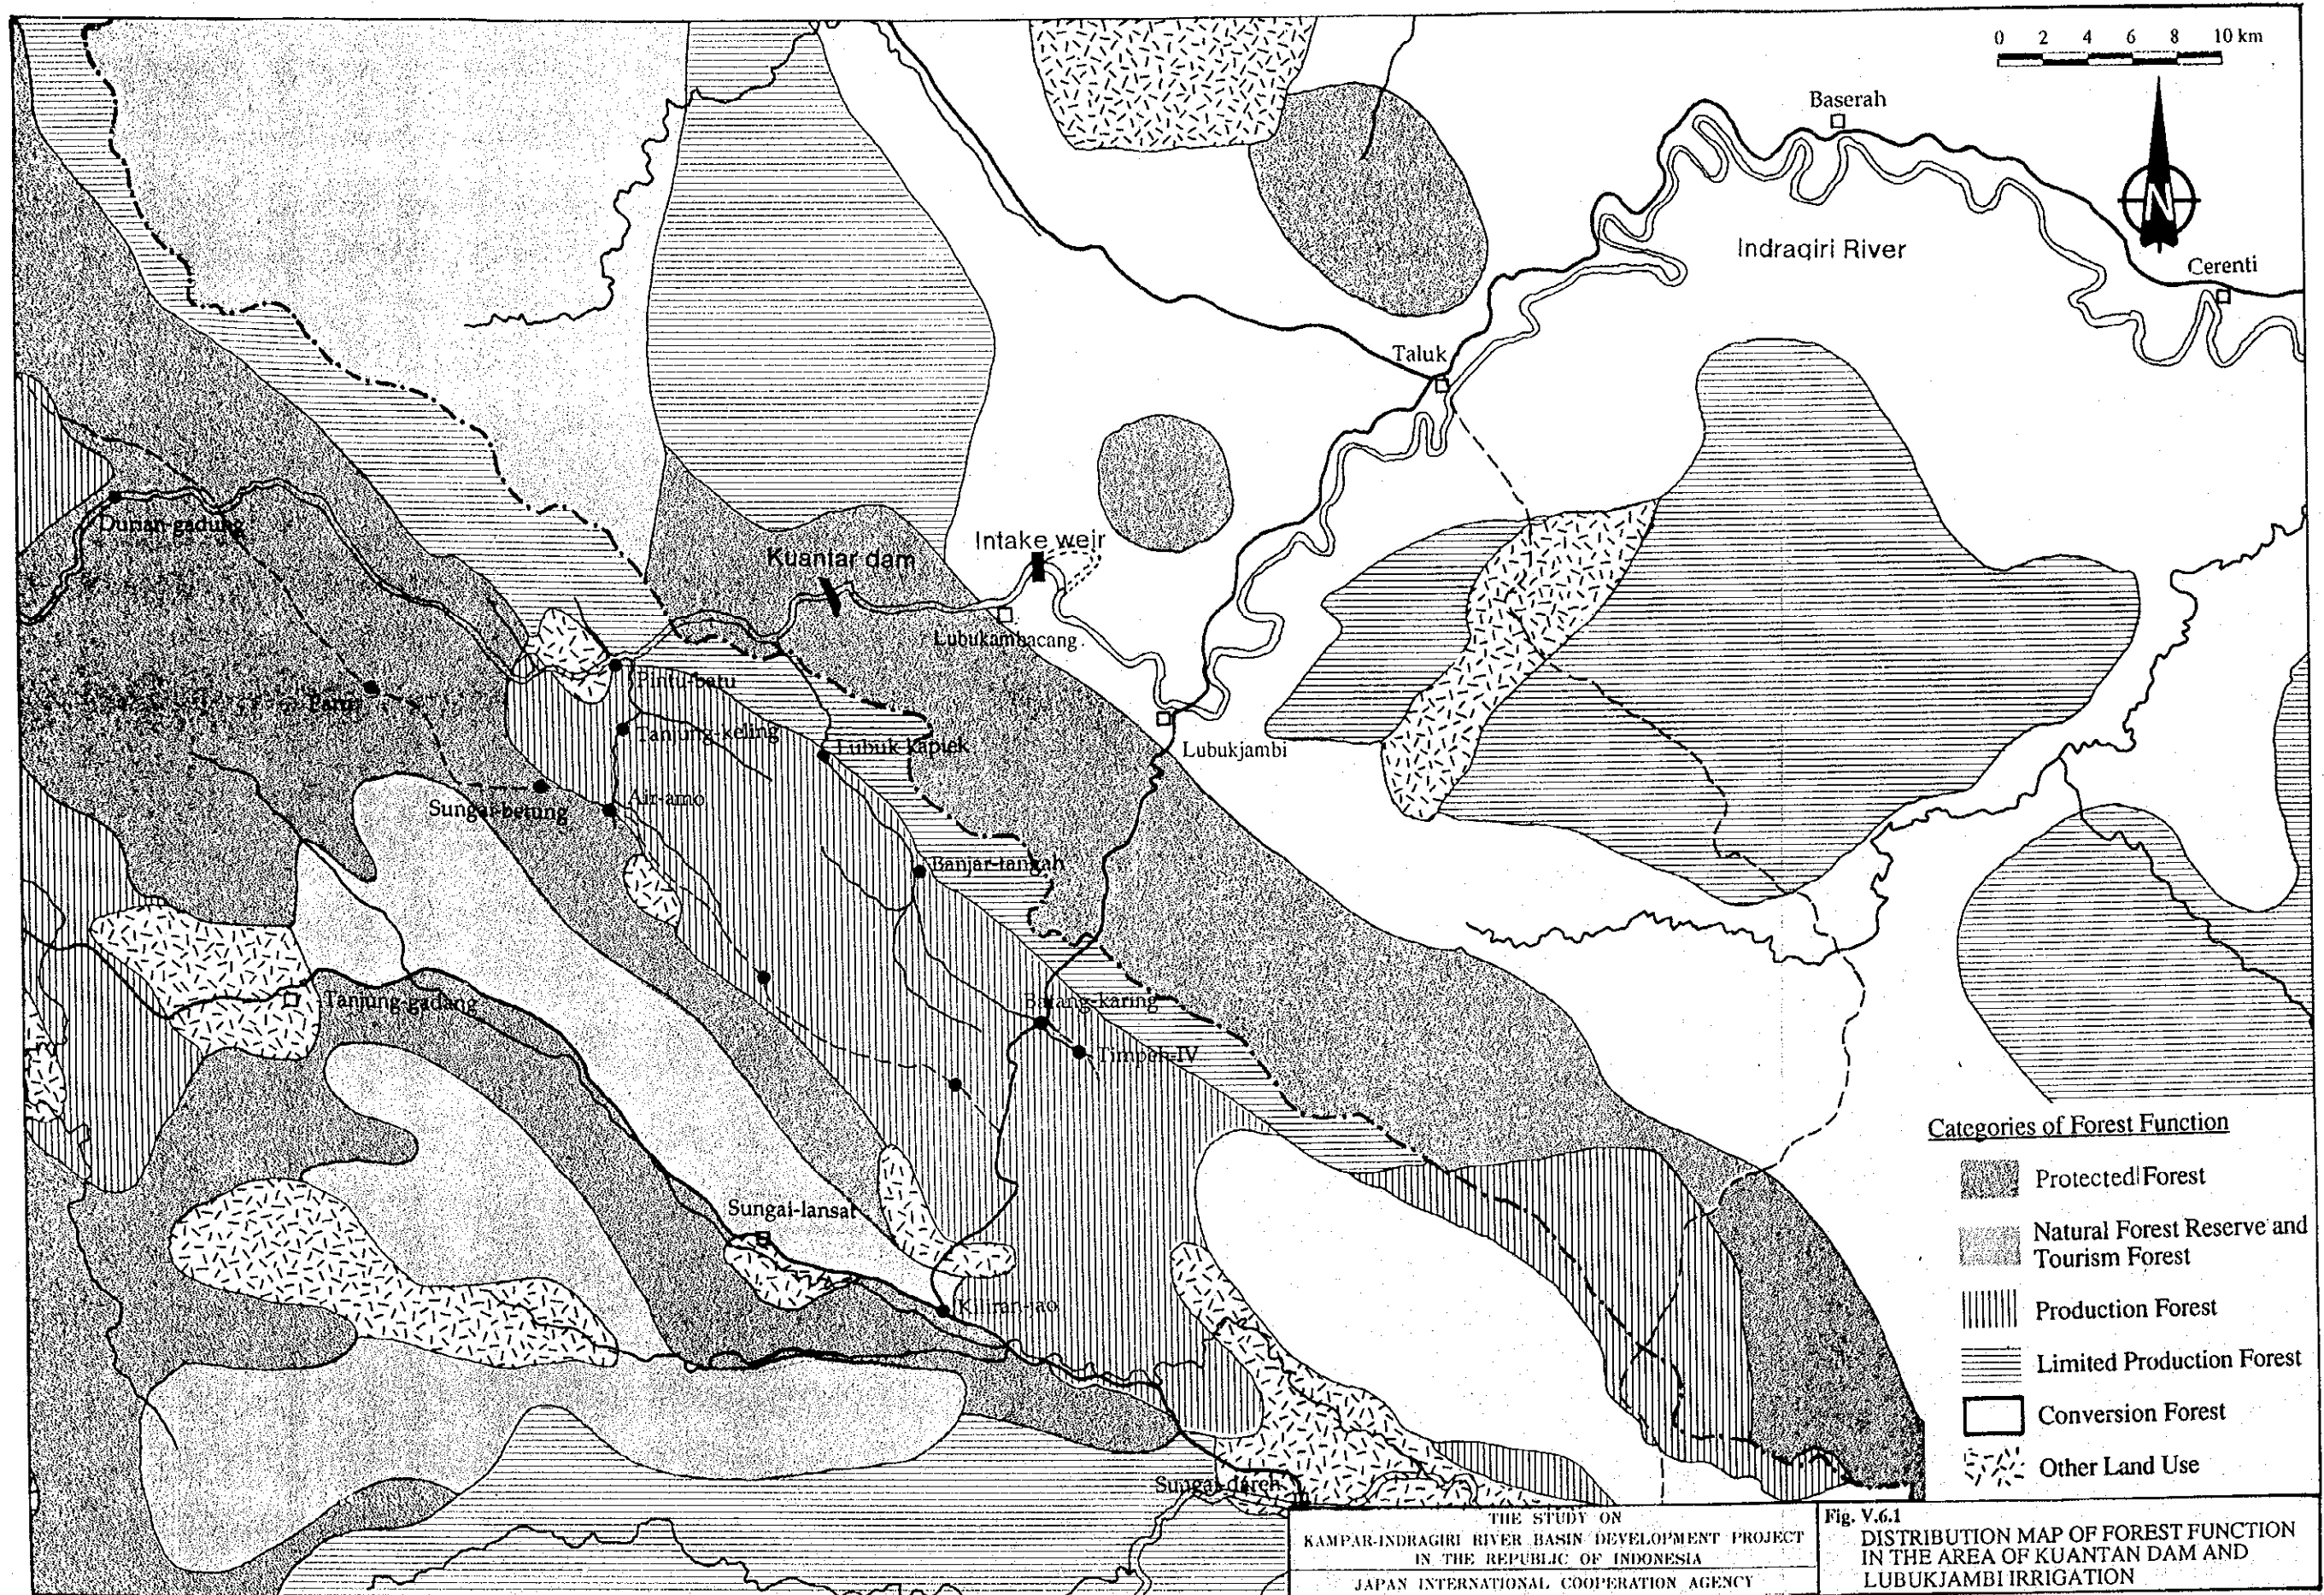 0 2 4 6 8 10 km
Baserah
N
Indragiri River
Cerenti
Taluk
Durian-gadung
Kuantar dam
Intake weir
Lubukambacang
Pintu-batu
Tanjung-keling
Lubuk-kapiek
Lubukjambi
Sungai-betung
Air-amo
Banjar-tangah
Tanjung-gadang
Batang-karing
Timpeh-IV
Sungai-lansat
Kiliran-jao
Sungai-dareh
Categories of Forest Function
Protected Forest
Natural Forest Reserve and
Tourism Forest
Production Forest
Limited Production Forest
Conversion Forest
Other Land Use
THE STUDY ON
KAMPAR-INDRAGIRI RIVER BASIN DEVELOPMENT PROJECT
IN THE REPUBLIC OF INDONESIA
JAPAN INTERNATIONAL COOPERATION AGENCY
Fig. V.6.1
DISTRIBUTION MAP OF FOREST FUNCTION
IN THE AREA OF KUANTAN DAM AND
LUBUKJAMBI IRRIGATION